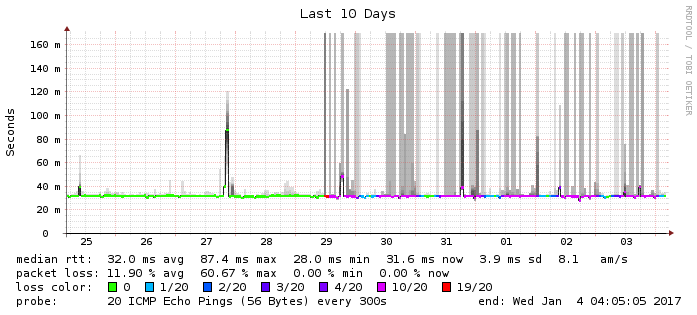 Last 10 Days
RRDTOOL / TOBI OETIKER
Seconds
160 m
140 m
120 m
100 m
80 m
60 m
40 m
20 m
0
25 26 27 28 29 30 31 01 02 03
median rtt: 32.0 ms avg 87.4 ms max 28.0 ms min 31.6 ms now 3.9 ms sd 8.1 am/s
packet loss: 11.90 % avg 60.67 % max 0.00 % min 0.00 % now
loss color: 0 1/20 2/20 3/20 4/20 10/20 19/20
probe: 20 ICMP Echo Pings (56 Bytes) every 300s end: Wed Jan 4 04:05:05 2017